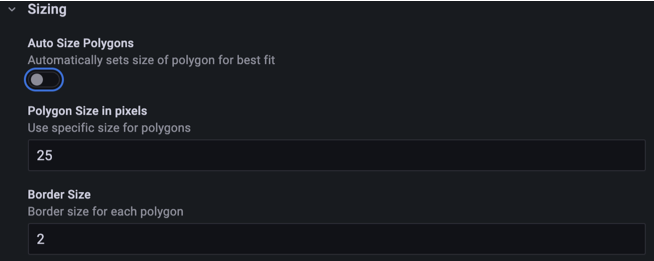 Sizing
Auto Size Polygons
Automatically sets size of polygon for best fit
Polygon Size in pixels
Use specific size for polygons
25
Border Size
Border size for each polygon
2